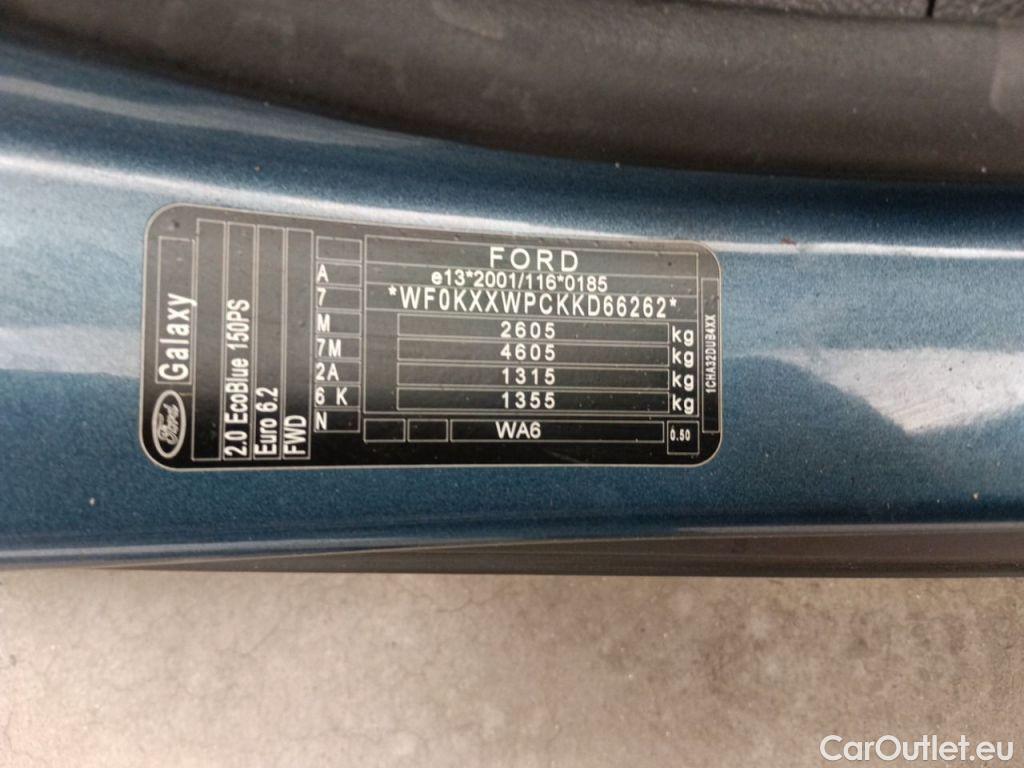 FORD
e13*2001/116*0185
*WF0KXXWPCKKD66262*
2605 kg
4605 kg
1315 kg
1355 kg
WA6
0.50
A
7
M
7M
2A
6 K
N
Ford
Galaxy
2.0 EcoBlue 150PS
Euro 6.2
FWD
1CHA32DUB4XX
CarOutlet.eu